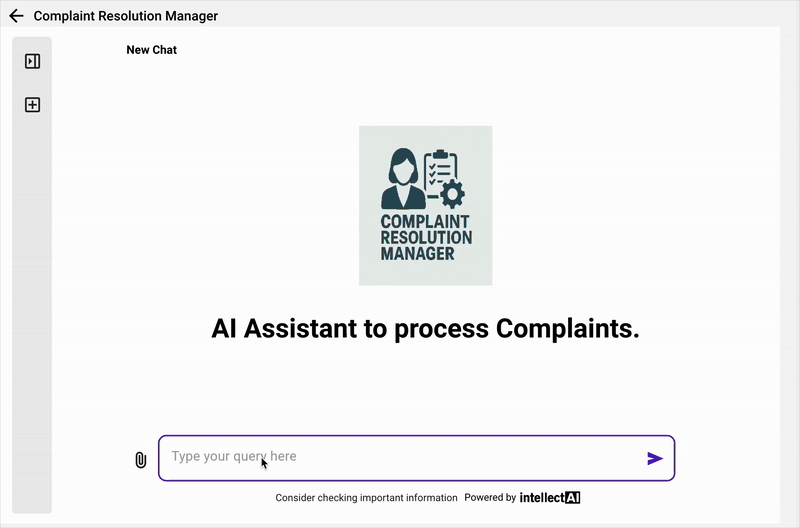 Complaint Resolution Manager
New Chat
COMPLAINT
RESOLUTION
MANAGER
AI Assistant to process Complaints.
Type your query here
Consider checking important information Powered by intellectAI